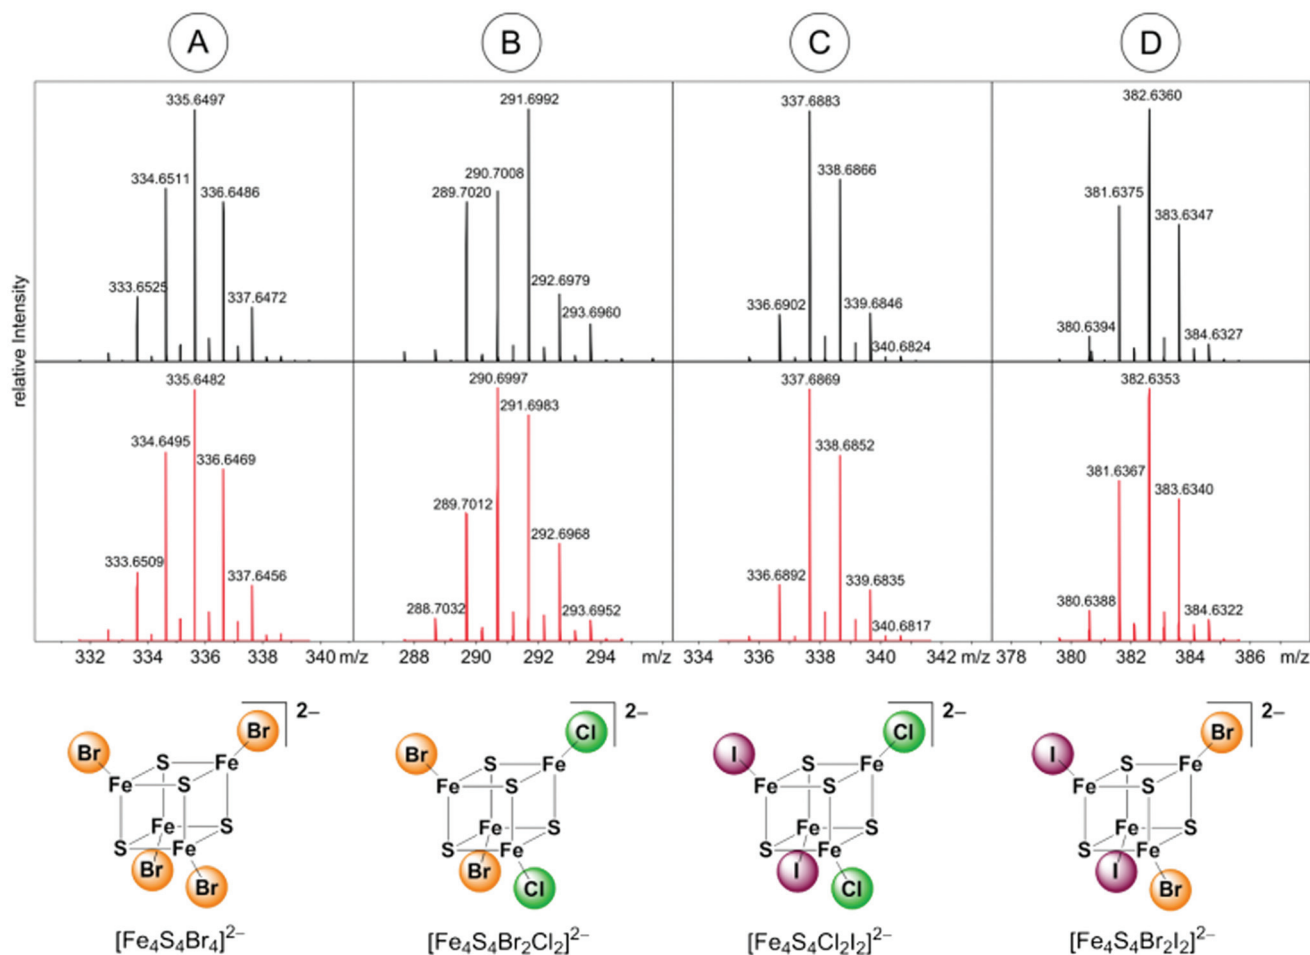 A B C D
relative Intensity
335.6497
334.6511
336.6486
333.6525
337.6472
291.6992
290.7008
289.7020
292.6979
293.6960
337.6883
338.6866
336.6902
339.6846
340.6824
382.6360
381.6375
383.6347
380.6394
384.6327
335.6482
334.6495
336.6469
333.6509
337.6456
290.6997
291.6983
289.7012
292.6968
288.7032
293.6952
337.6869
338.6852
336.6892
339.6835
340.6817
382.6353
381.6367
383.6340
380.6388
384.6322
332 334 336 338 340 m/z
288 290 292 294 m/z
334 336 338 340 342 m/z
378 380 382 384 386 m/z
2–
Br
Br
S Fe
Fe S
Fe S
S Fe
Br
Br
[Fe4S4Br4]2–
2–
Cl
Br
S Fe
Fe S
Fe S
S Fe
Br
Cl
[Fe4S4Br2Cl2]2–
2–
Cl
I
S Fe
Fe S
Fe S
S Fe
I
Cl
[Fe4S4Cl2I2]2–
2–
Br
I
S Fe
Fe S
Fe S
S Fe
I
Br
[Fe4S4Br2I2]2–